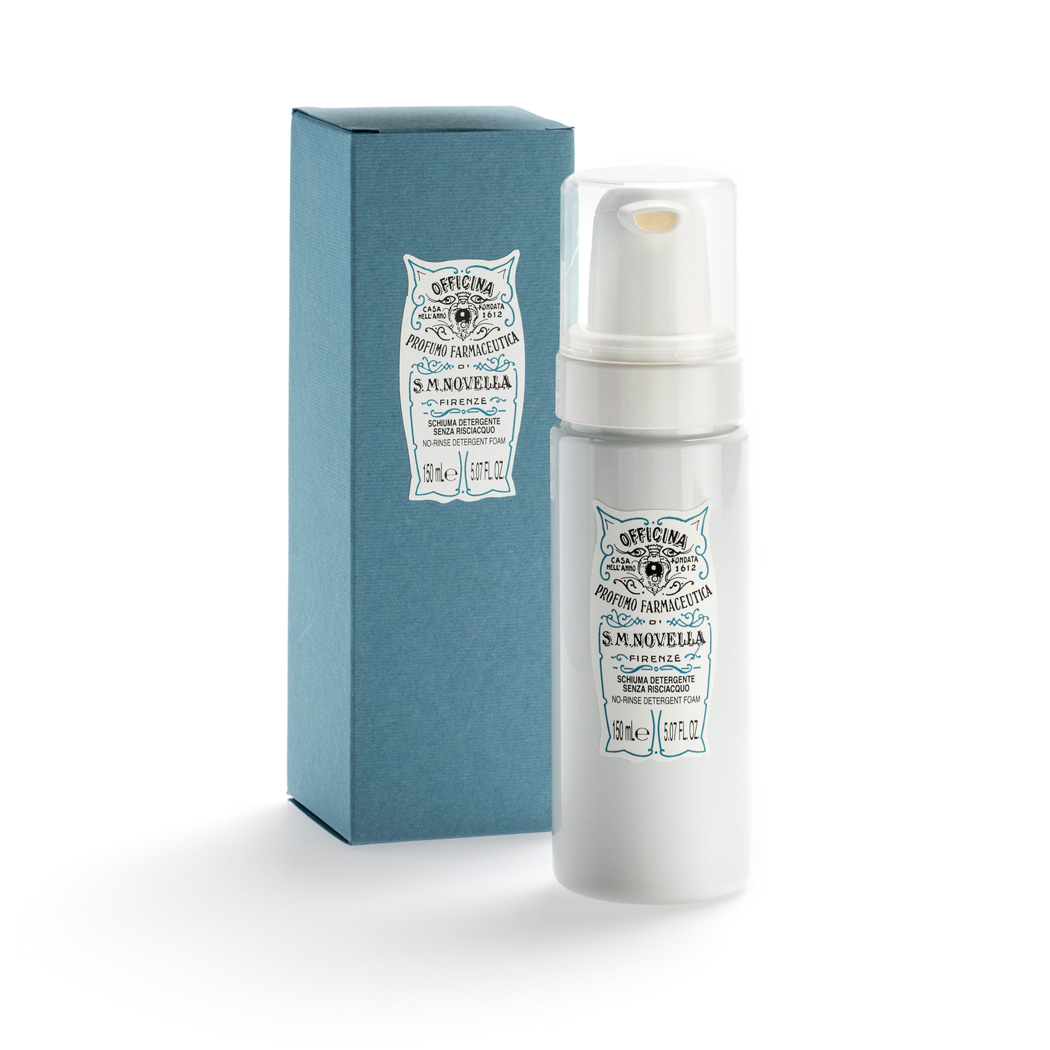 OFFICINA
CASA FONDATA
NELL'ANNO 1612
PROFUMO FARMACEUTICA
DI
S.M.NOVELLA
FIRENZE
SCHIUMA DETERGENTE
SENZA RISCIACQUO
NO-RINSE DETERGENT FOAM
150 mL℮ 5.07 FL. OZ.
OFFICINA
CASA FONDATA
NELL'ANNO 1612
PROFUMO FARMACEUTICA
DI
S.M.NOVELLA
FIRENZE
SCHIUMA DETERGENTE
SENZA RISCIACQUO
NO-RINSE DETERGENT FOAM
150 mL℮ 5.07 FL. OZ.